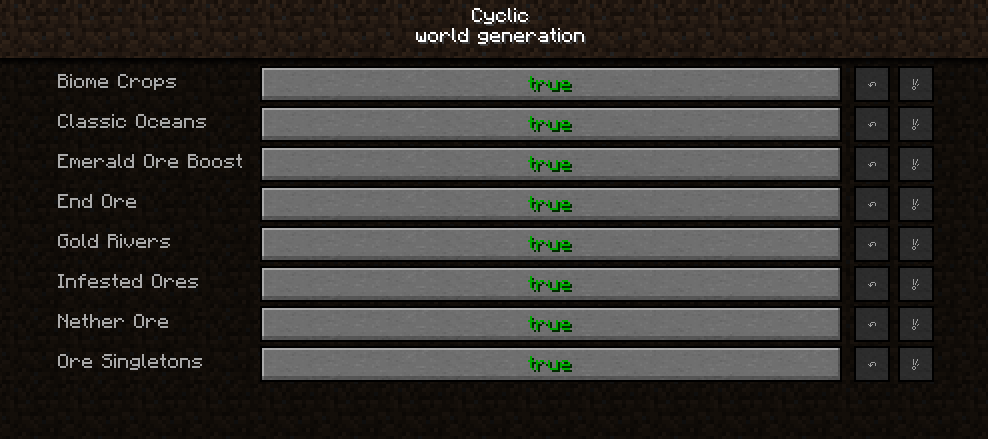 Cyclic
world generation
Biome Crops true
Classic Oceans true
Emerald Ore Boost true
End Ore true
Gold Rivers true
Infested Ores true
Nether Ore true
Ore Singletons true